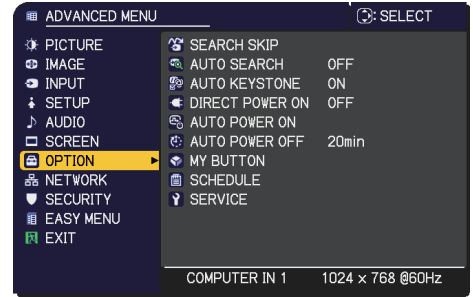 ADVANCED MENU : SELECT
PICTURE
IMAGE
INPUT
SETUP
AUDIO
SCREEN
OPTION
NETWORK
SECURITY
EASY MENU
EXIT
SEARCH SKIP
AUTO SEARCH OFF
AUTO KEYSTONE ON
DIRECT POWER ON OFF
AUTO POWER ON
AUTO POWER OFF 20min
MY BUTTON
SCHEDULE
SERVICE
COMPUTER IN 1 1024 × 768 @60Hz